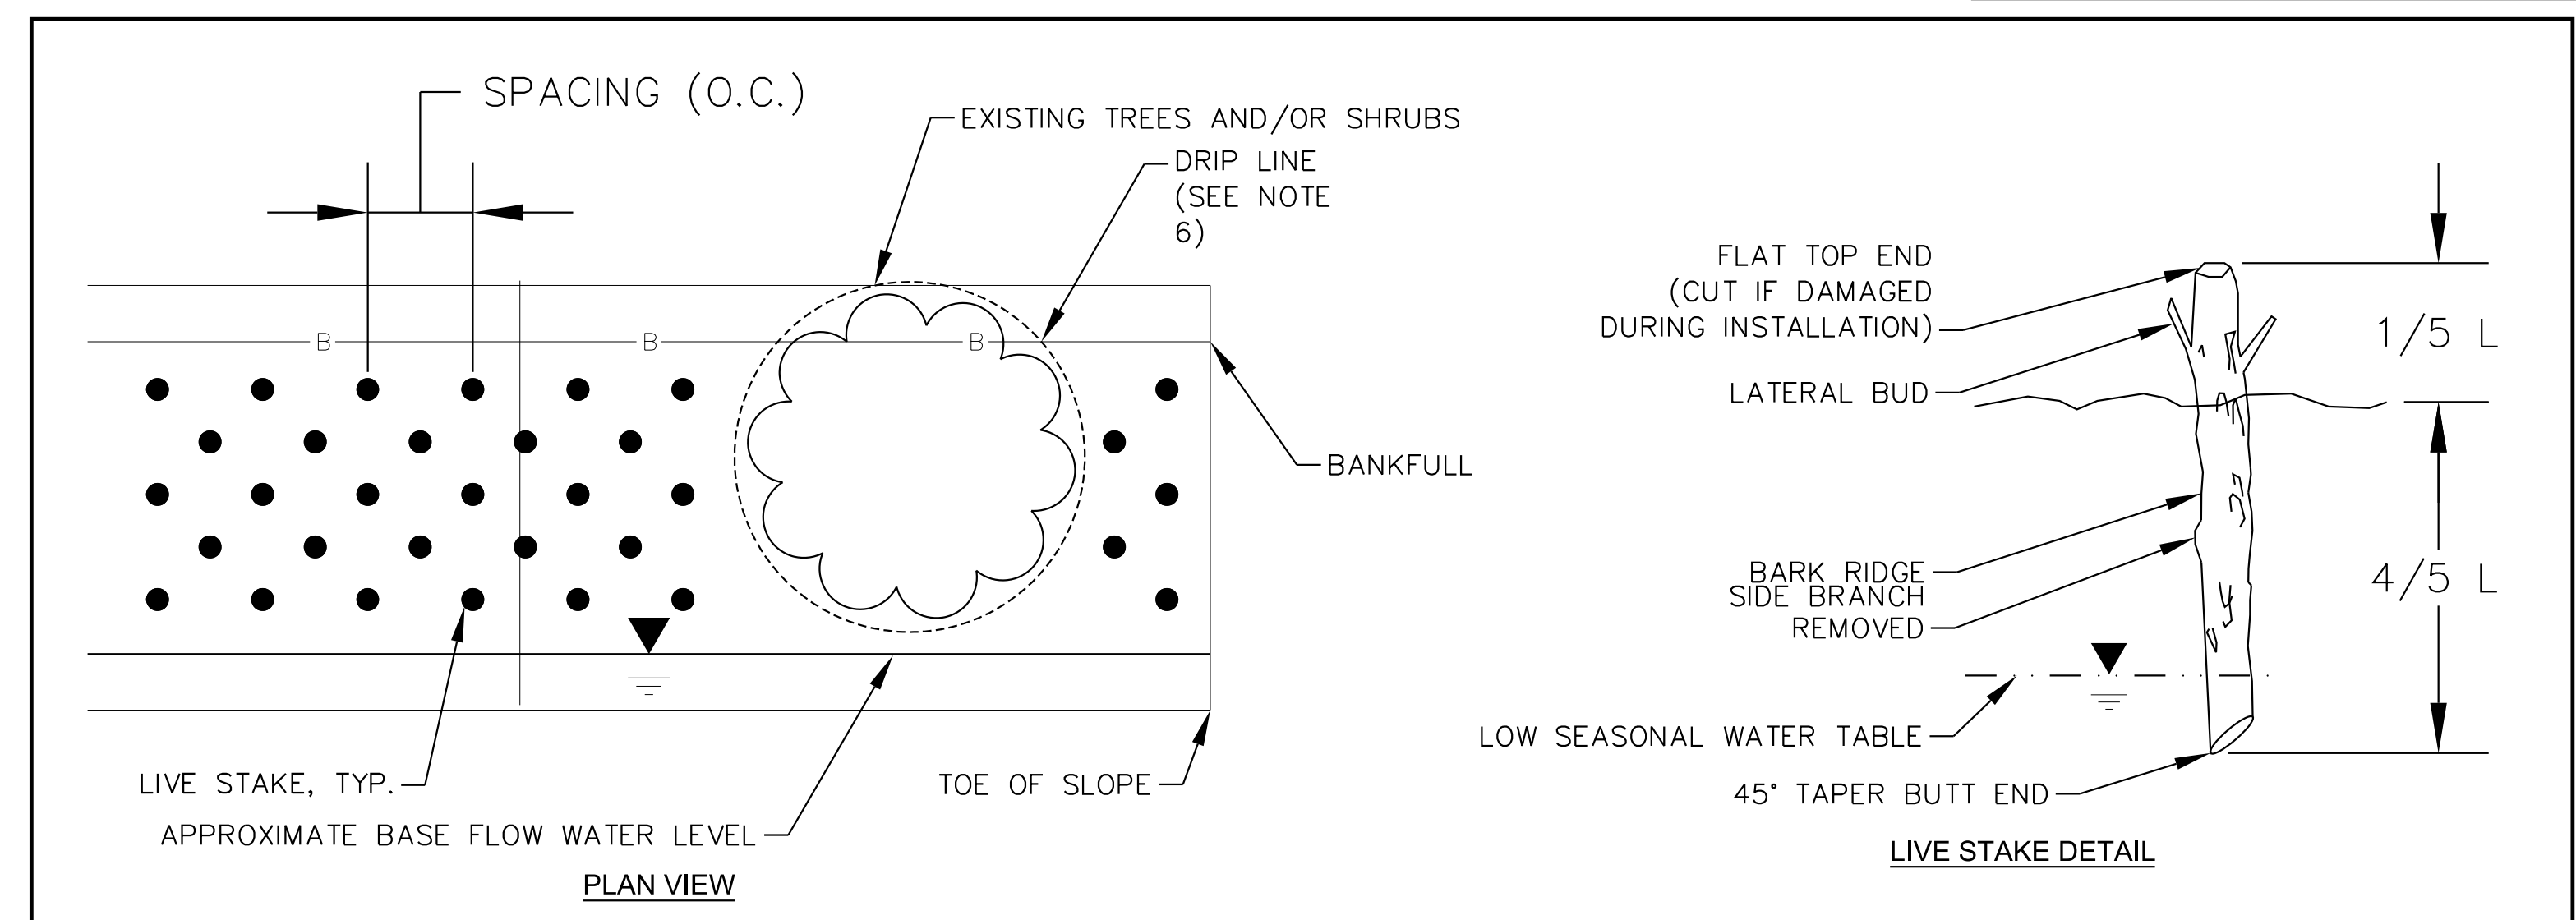 SPACING (O.C.)
EXISTING TREES AND/OR SHRUBS
DRIP LINE
(SEE NOTE
6)
B
B
B
BANKFULL
LIVE STAKE, TYP.
TOE OF SLOPE
APPROXIMATE BASE FLOW WATER LEVEL
PLAN VIEW
FLAT TOP END
(CUT IF DAMAGED
DURING INSTALLATION)
LATERAL BUD
1/5 L
BARK RIDGE
SIDE BRANCH
REMOVED
4/5 L
LOW SEASONAL WATER TABLE
45° TAPER BUTT END
LIVE STAKE DETAIL